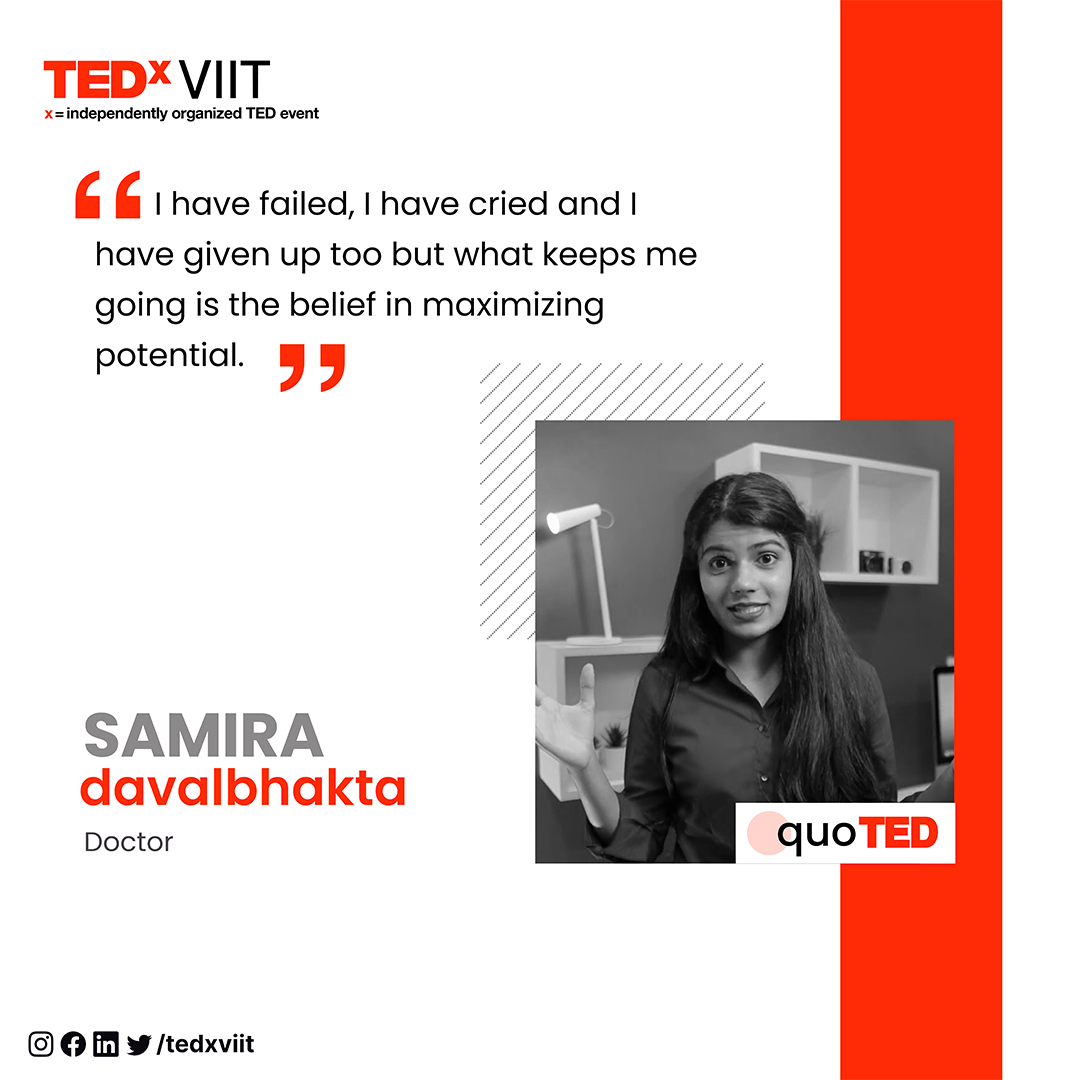 TEDx VIIT
x = independently organized TED event
“ I have failed, I have cried and I
have given up too but what keeps me
going is the belief in maximizing
potential. ”
SAMIRA
davalbhakta
Doctor
quoTED
/tedxviit